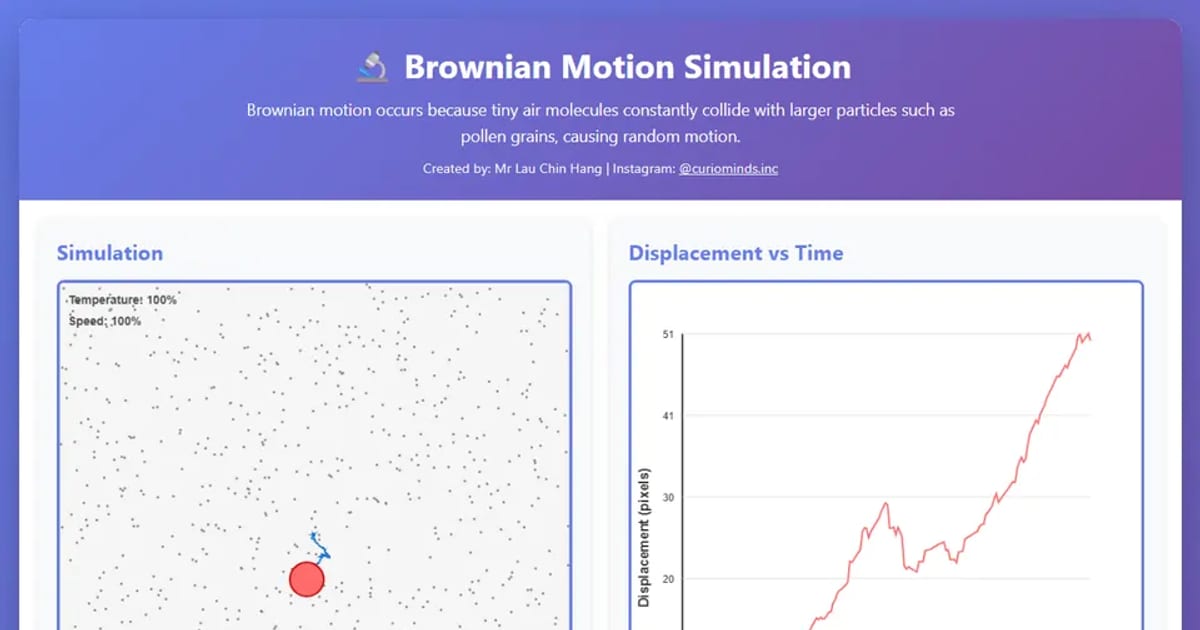 Brownian Motion Simulation
Brownian motion occurs because tiny air molecules constantly collide with larger particles such as
pollen grains, causing random motion.
Created by: Mr Lau Chin Hang | Instagram: @curiominds.inc
Simulation
Temperature: 100%
Speed: 100%
Displacement vs Time
51
41
30
20
Displacement (pixels)